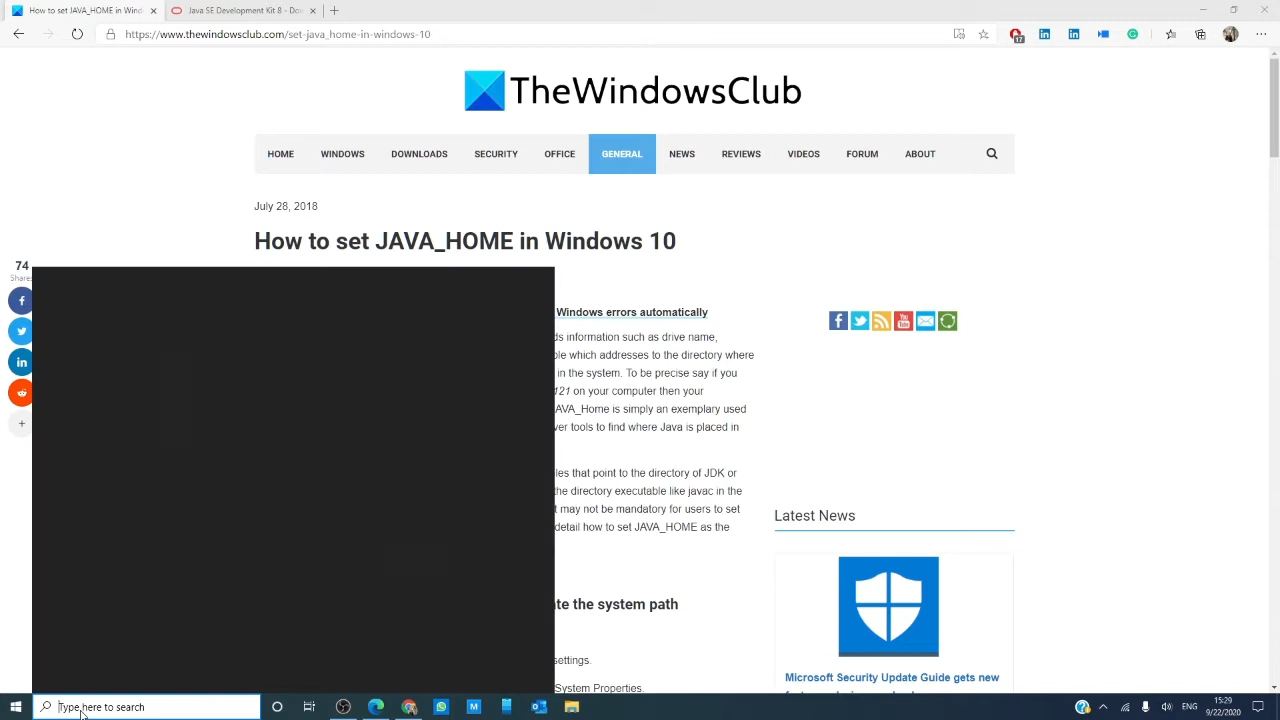 How to set JAVA_HOME in Windows
Java SE Development Kit 8 - Do
https://www.thewindowsclub.com/set-java_home-in-windows-10
17
TheWindowsClub
HOME WINDOWS DOWNLOADS SECURITY OFFICE GENERAL NEWS REVIEWS VIDEOS FORUM ABOUT
July 28, 2018
How to set JAVA_HOME in Windows 10
74
Share
Windows errors automatically
ds information such as drive name,
ble which addresses to the directory where
in the system. To be precise say if you
121 on your computer then your
AVA_Home is simply an exemplary used
ver tools to find where Java is placed in
les that point to the directory of JDK or
the directory executable like javac in the
t may not be mandatory for users to set
detail how to set JAVA_HOME as the
Latest News
te the system path
settings.
Microsoft Security Update Guide gets new
System Properties.
Type here to search
15:29
9/22/2020